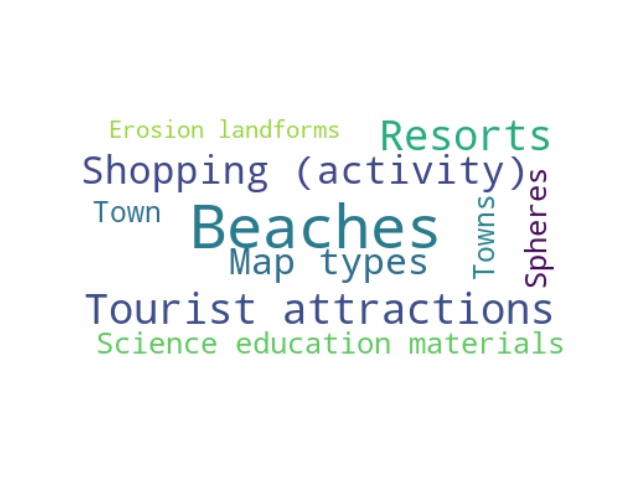 Erosion landforms
Resorts
Shopping (activity)
Spheres
Town
Towns
Beaches
Map types
Tourist attractions
Science education materials